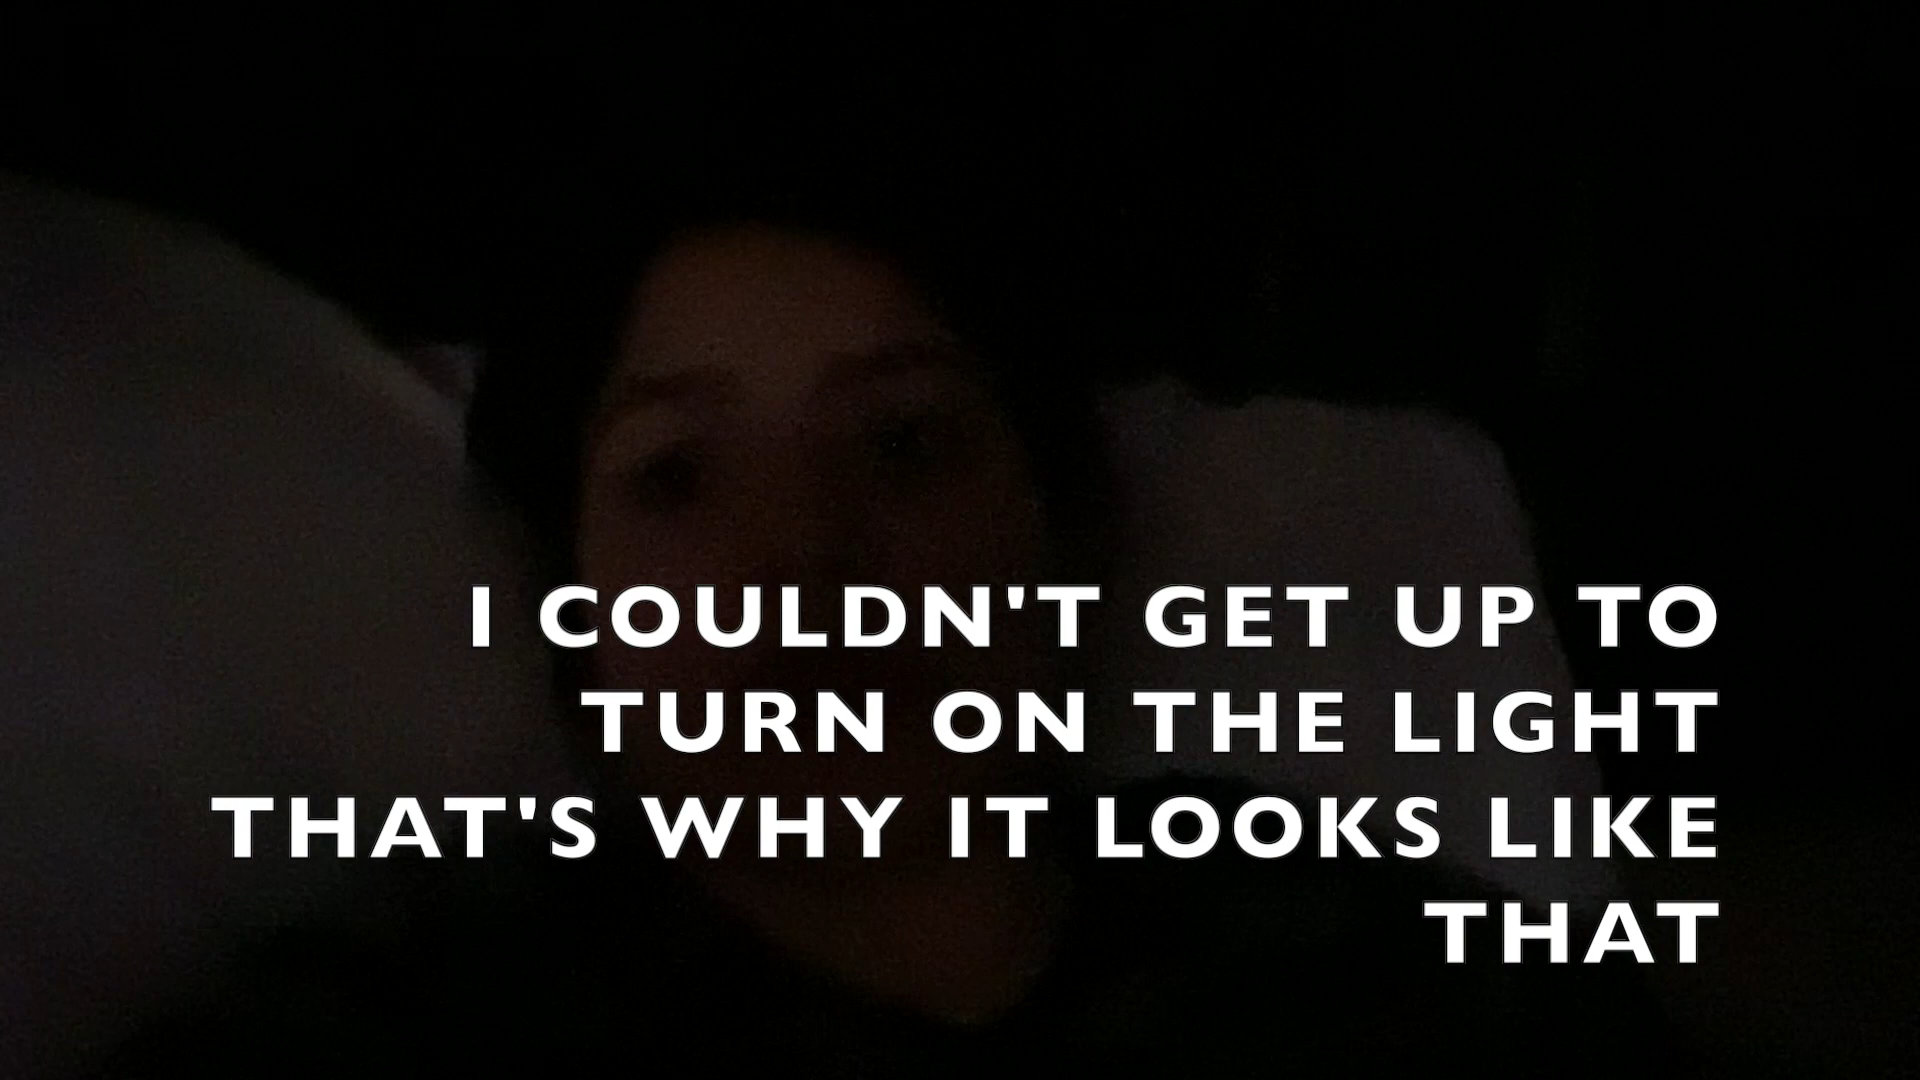 I COULDN'T GET UP TO
TURN ON THE LIGHT
THAT'S WHY IT LOOKS LIKE
THAT